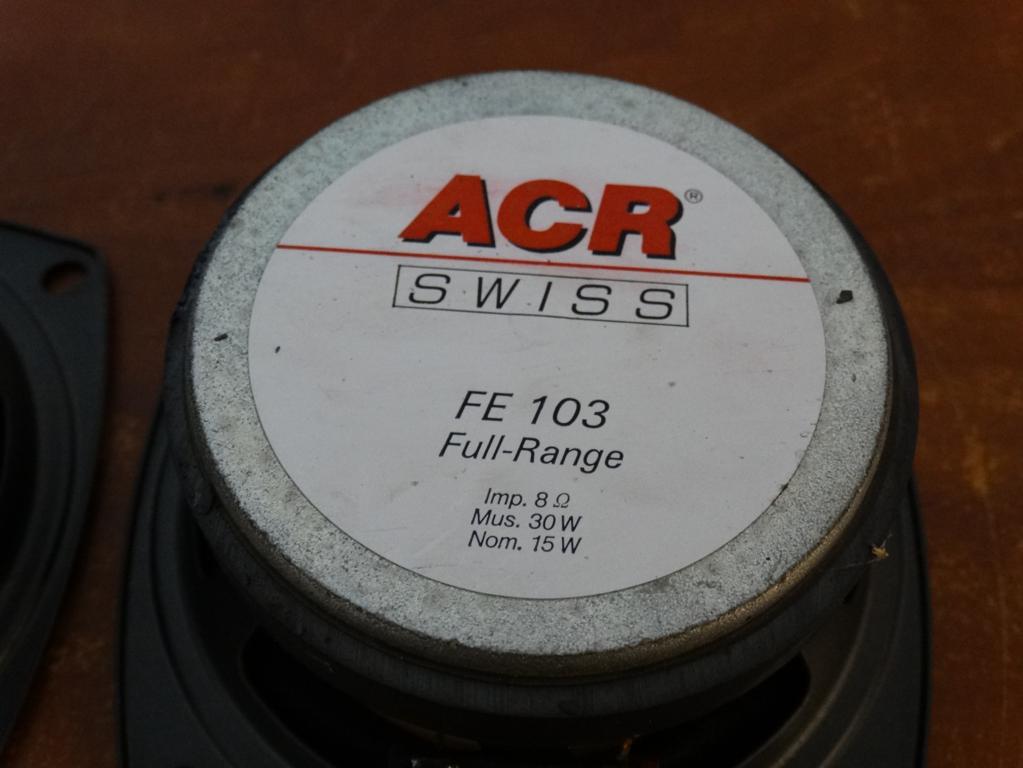 ACR®
SWISS
FE 103
Full-Range
Imp. 8 Ω
Mus. 30 W
Nom. 15 W